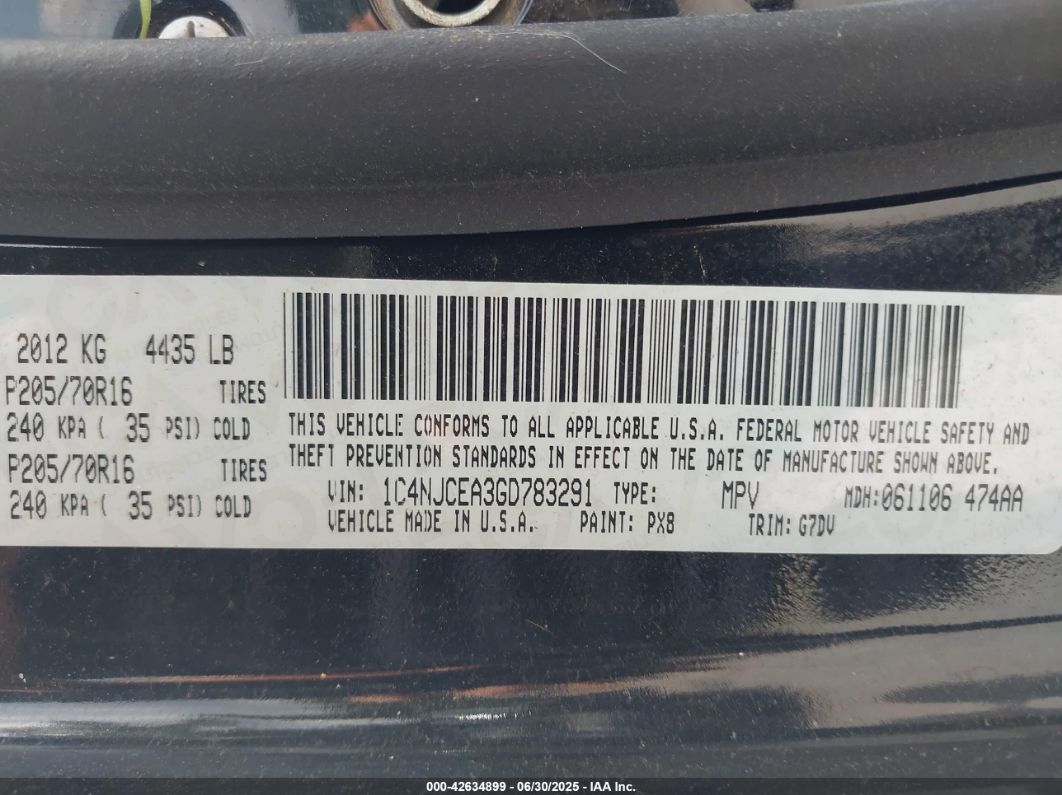 2012 KG 4435 LB
P205/70R16 TIRES
240 KPA ( 35 PSI) COLD
P205/70R16 TIRES
240 KPA ( 35 PSI) COLD
THIS VEHICLE CONFORMS TO ALL APPLICABLE U.S.A. FEDERAL MOTOR VEHICLE SAFETY AND
THEFT PREVENTION STANDARDS IN EFFECT ON THE DATE OF MANUFACTURE SHOWN ABOVE.
VIN: 1C4NJCEA3GD783291 TYPE: MPV MDH:061106 474AA
VEHICLE MADE IN U.S.A. PAINT: PX8 TRIM: G7DV
000-42634899 - 06/30/2025 - IAA Inc.